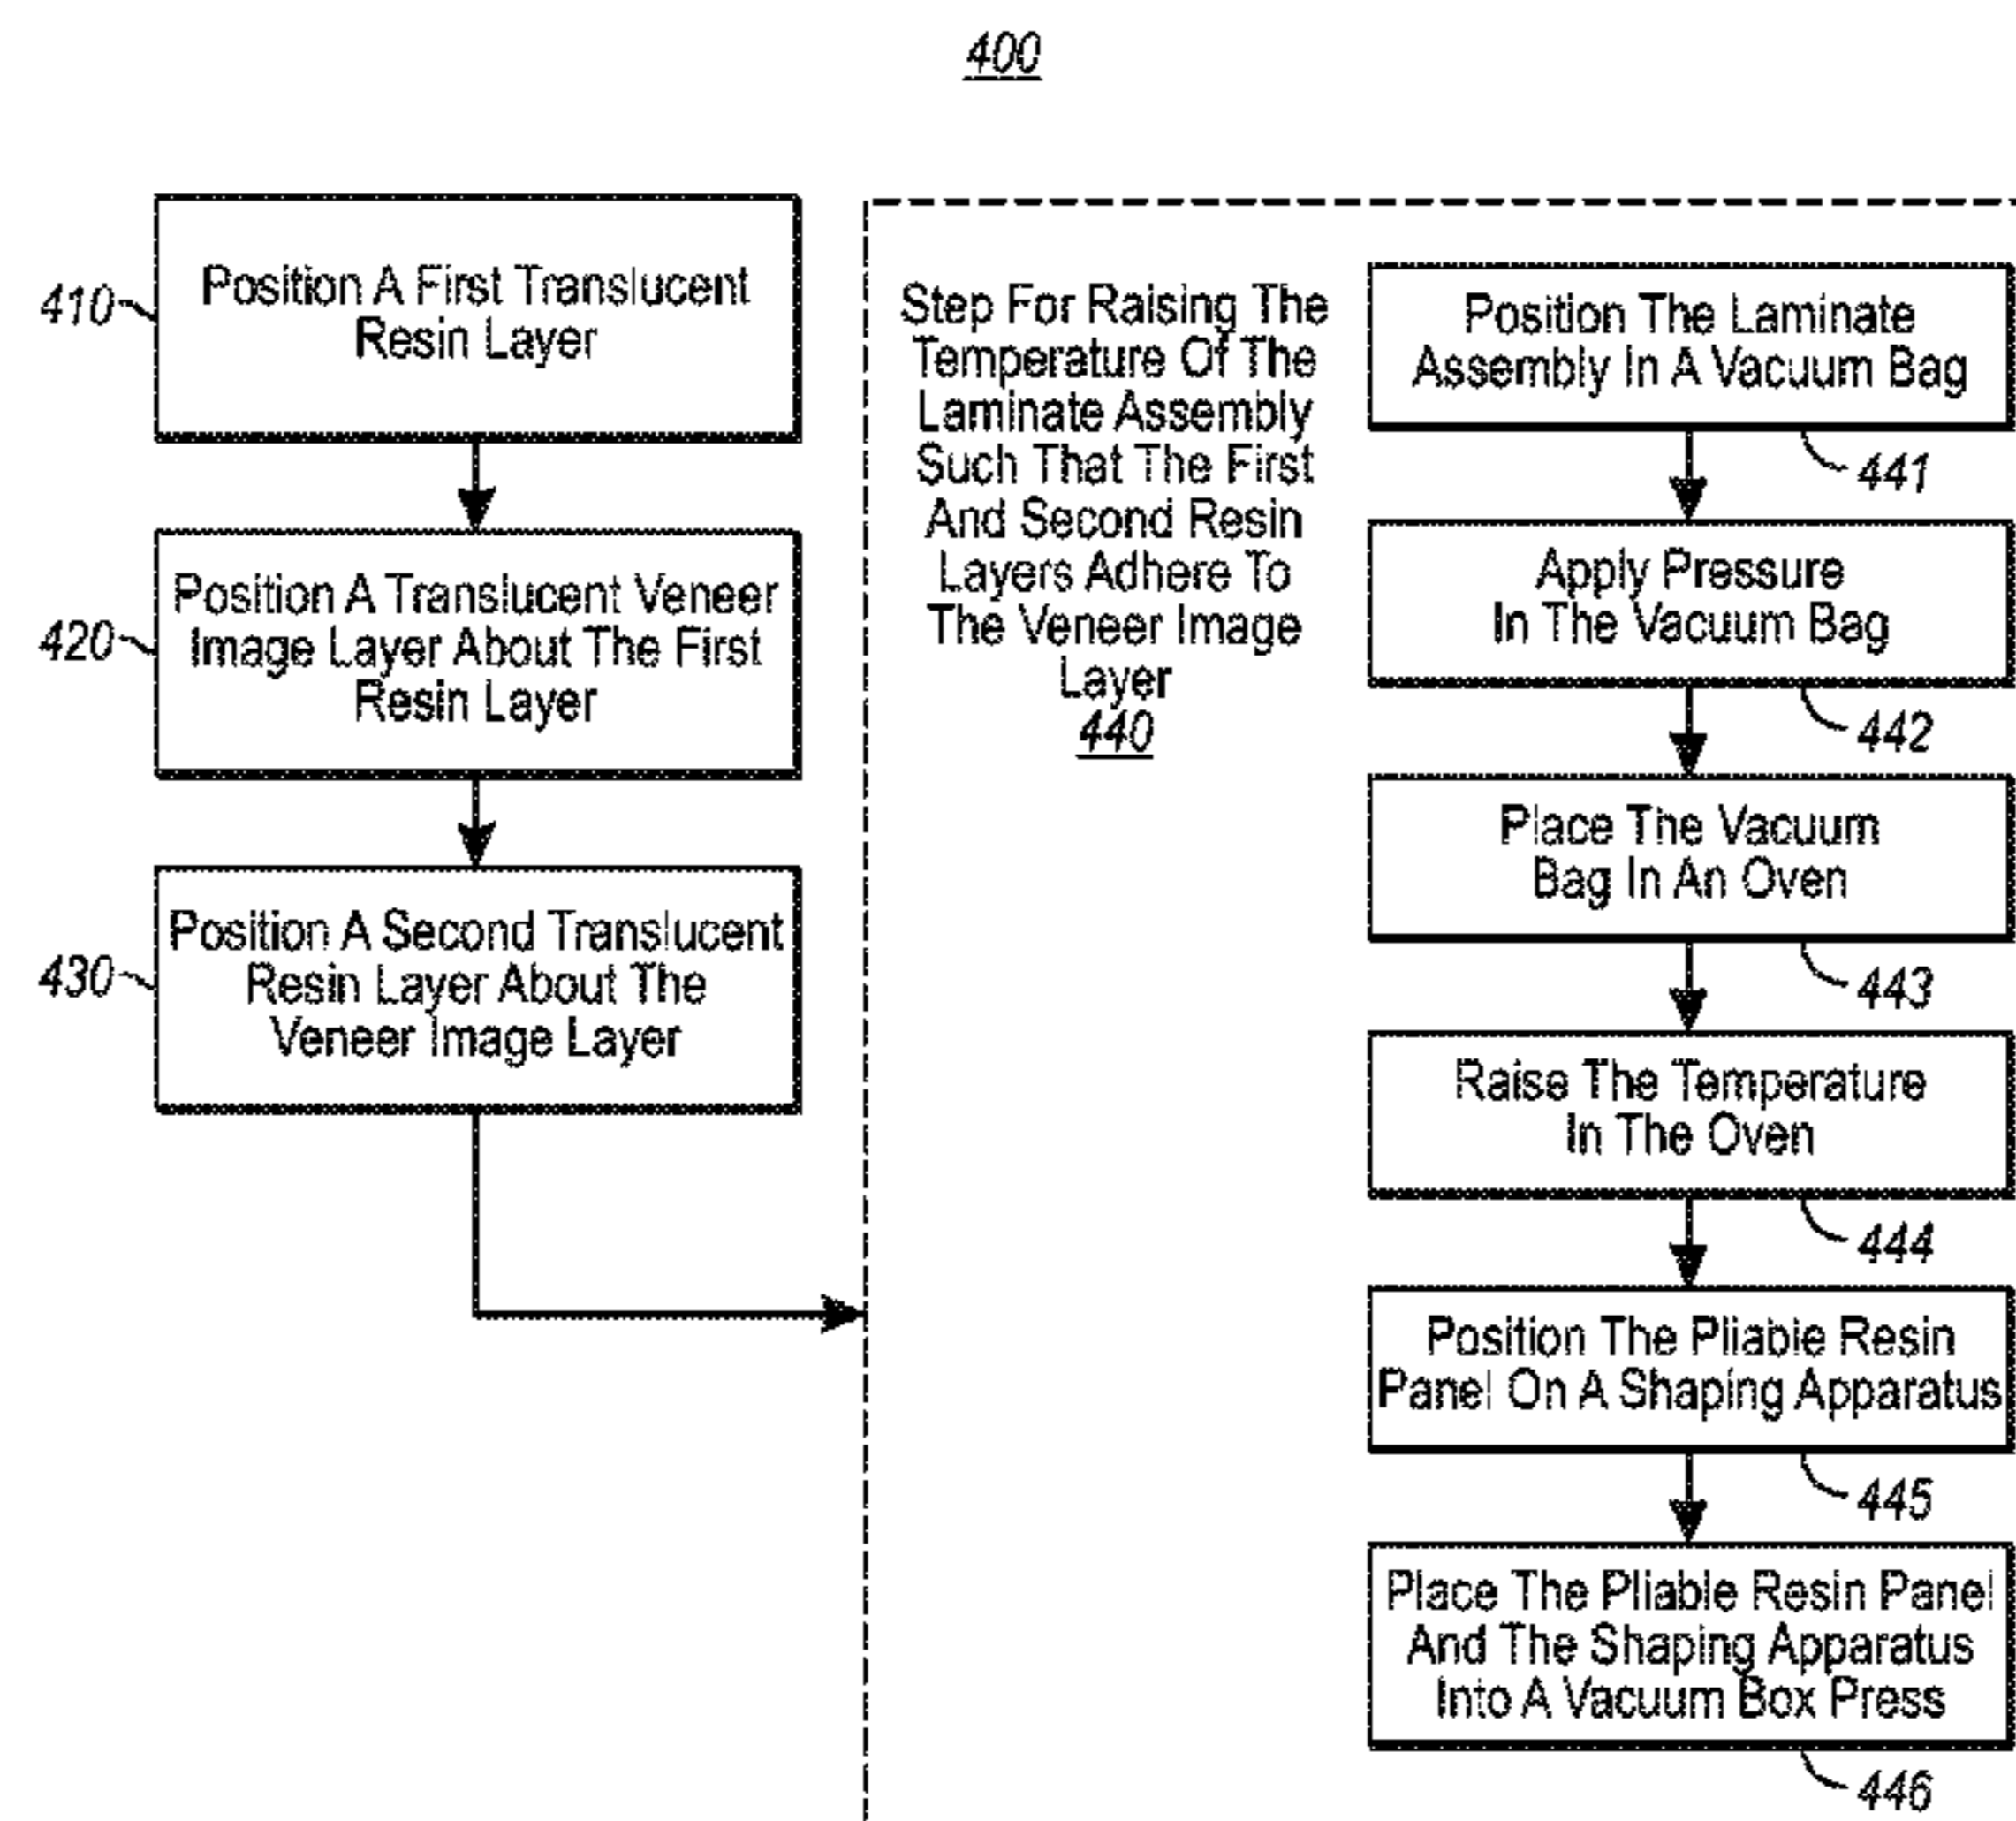 400
410
Position A First Translucent
Resin Layer
420
Position A Translucent Veneer
Image Layer About The First
Resin Layer
430
Position A Second Translucent
Resin Layer About The
Veneer Image Layer
Step For Raising The
Temperature Of The
Laminate Assembly
Such That The First
And Second Resin
Layers Adhere To
The Veneer Image
Layer
440
Position The Laminate
Assembly In A Vacuum Bag
441
Apply Pressure
In The Vacuum Bag
442
Place The Vacuum
Bag In An Oven
443
Raise The Temperature
In The Oven
444
Position The Pliable Resin
Panel On A Shaping Apparatus
445
Place The Pliable Resin Panel
And The Shaping Apparatus
Into A Vacuum Box Press
446